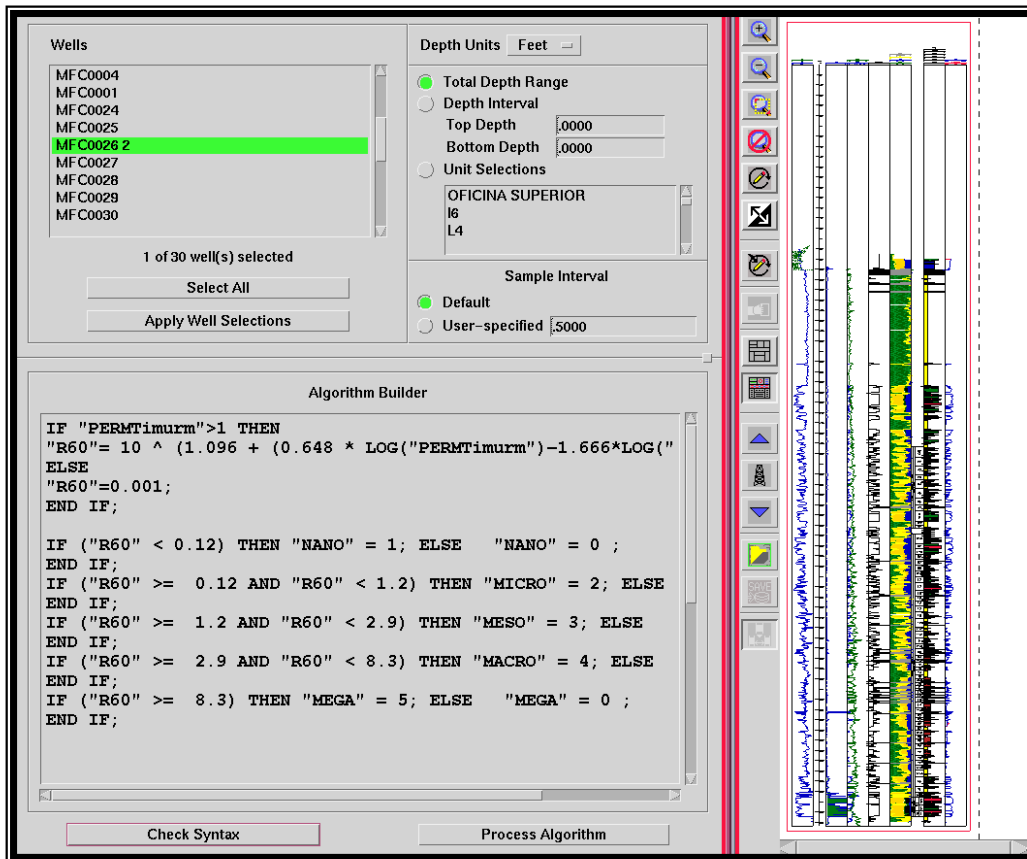 Wells
MFC0004
MFC0001
MFC0024
MFC0025
MFC0026 2
MFC0027
MFC0028
MFC0029
MFC0030
1 of 30 well(s) selected
Select All
Apply Well Selections
Depth Units Feet
Total Depth Range
Depth Interval
Top Depth .0000
Bottom Depth .0000
Unit Selections
OFICINA SUPERIOR
I6
L4
Sample Interval
Default
User-specified .5000
Algorithm Builder
IF "PERMTimurm">1 THEN
"R60"= 10 ^ (1.096 + (0.648 * LOG("PERMTimurm")-1.666*LOG("
ELSE
"R60"=0.001;
END IF;
IF ("R60" < 0.12) THEN "NANO" = 1; ELSE "NANO" = 0 ;
END IF;
IF ("R60" >= 0.12 AND "R60" < 1.2) THEN "MICRO" = 2; ELSE
END IF;
IF ("R60" >= 1.2 AND "R60" < 2.9) THEN "MESO" = 3; ELSE
END IF;
IF ("R60" >= 2.9 AND "R60" < 8.3) THEN "MACRO" = 4; ELSE
END IF;
IF ("R60" >= 8.3) THEN "MEGA" = 5; ELSE "MEGA" = 0 ;
END IF;
Check Syntax
Process Algorithm